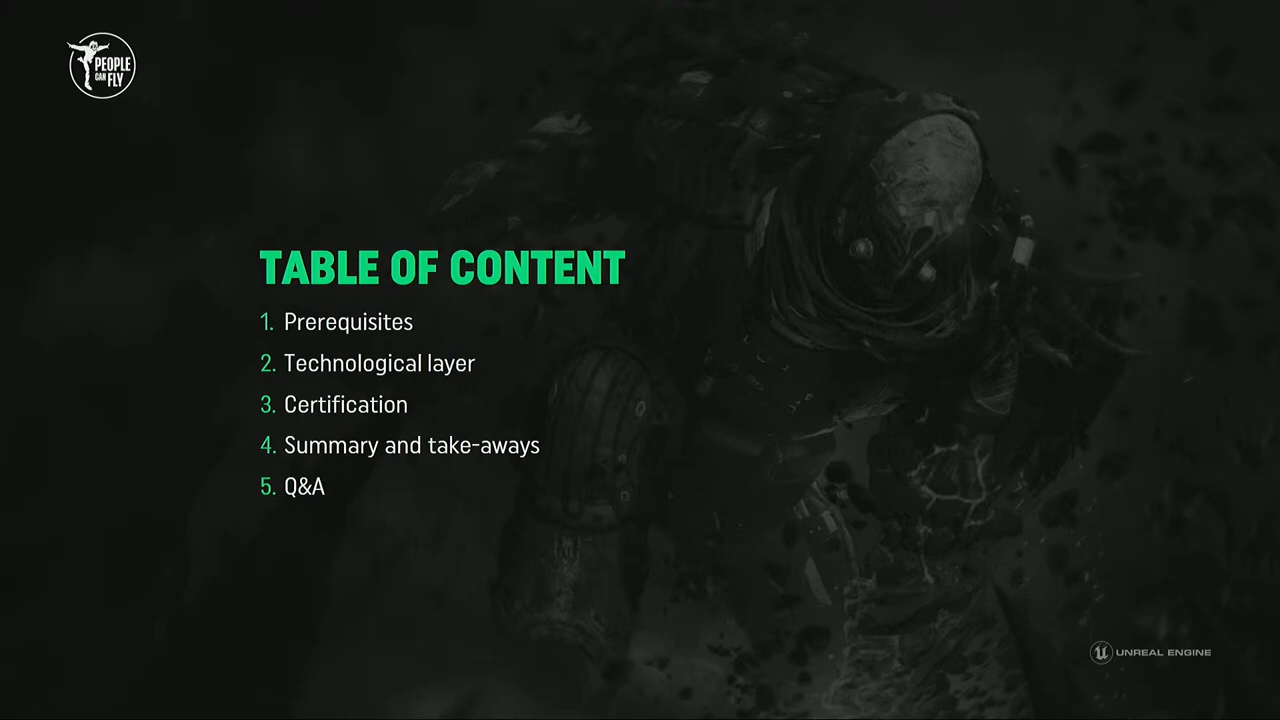 PEOPLE
CAN FLY
TABLE OF CONTENT
1. Prerequisites
2. Technological layer
3. Certification
4. Summary and take-aways
5. Q&A
UNREAL ENGINE